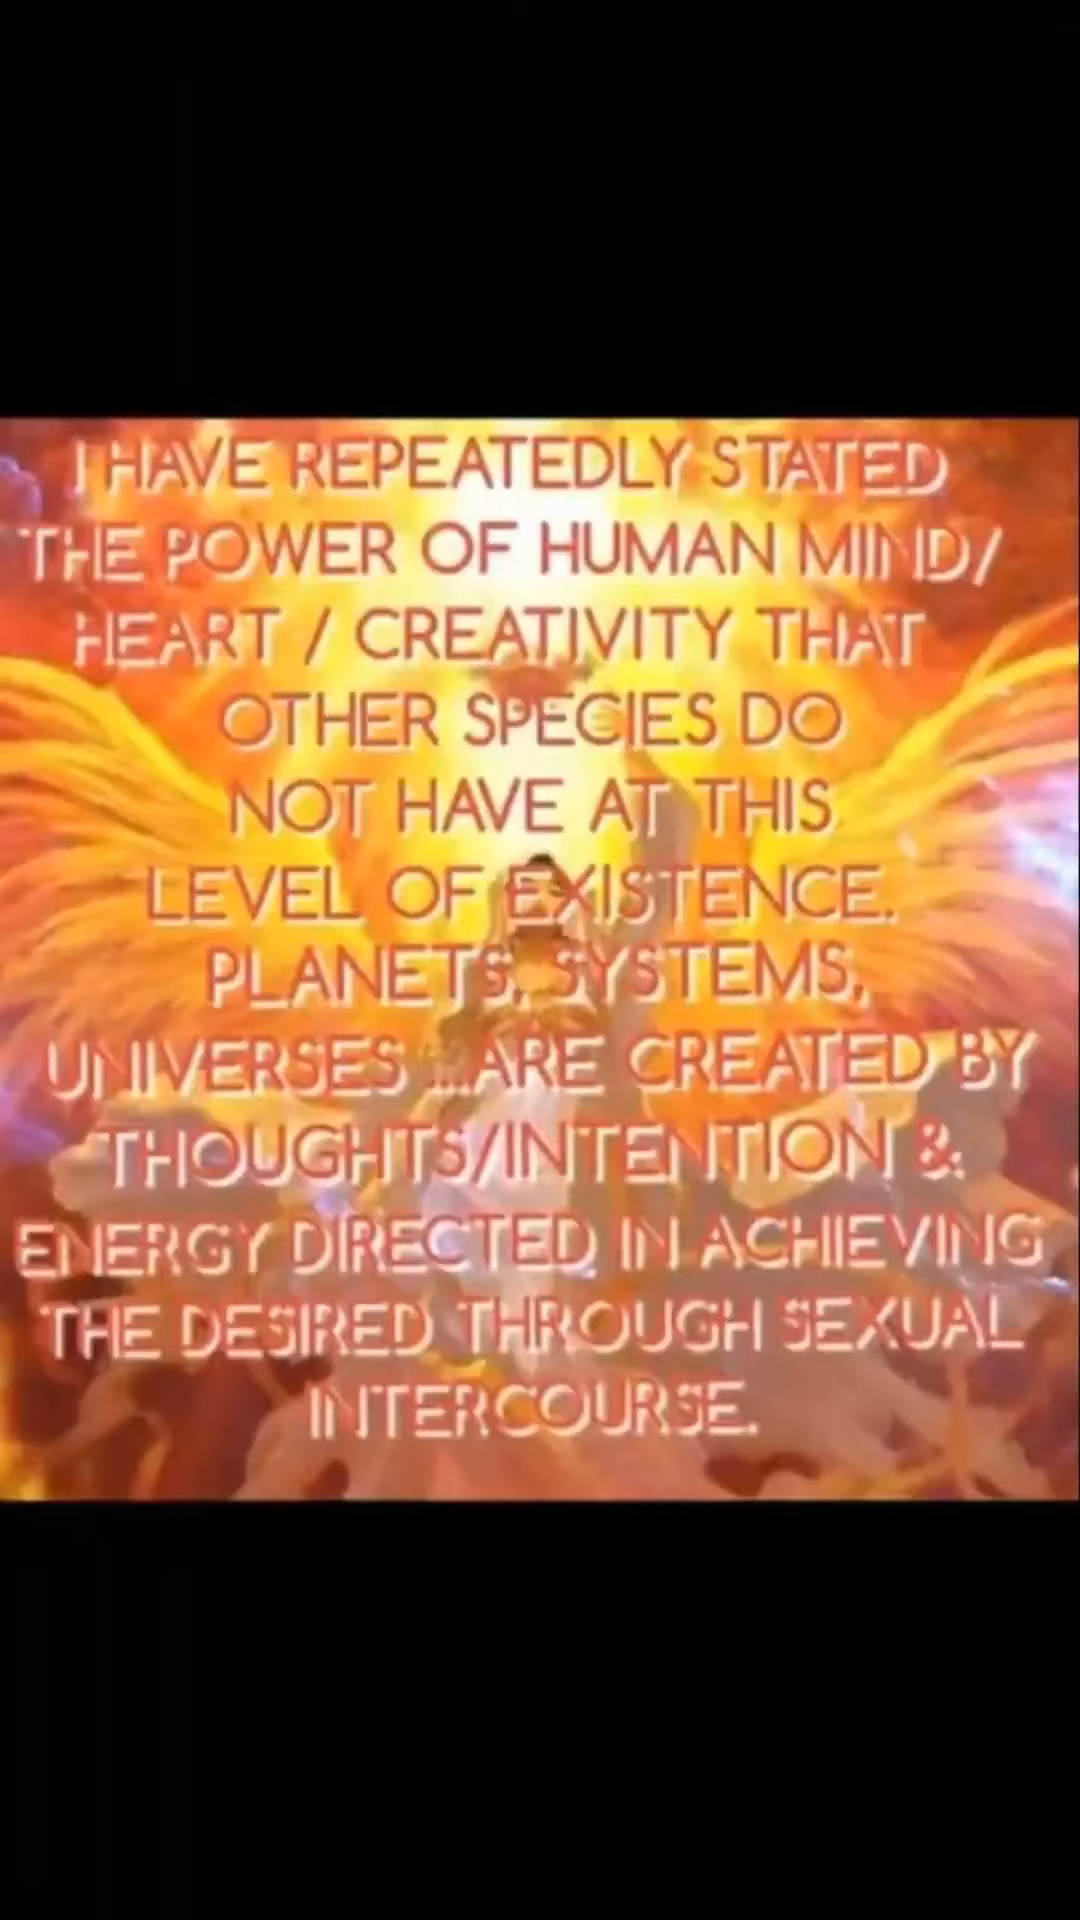 I HAVE REPEATEDLY STATED
THE POWER OF HUMAN MIND/
HEART / CREATIVITY THAT
OTHER SPECIES DO
NOT HAVE AT THIS
LEVEL OF EXISTENCE.
PLANETS, SYSTEMS,
UNIVERSES ...ARE CREATED BY
THOUGHTS/INTENTION &
ENERGY DIRECTED IN ACHIEVING
THE DESIRED THROUGH SEXUAL
INTERCOURSE.